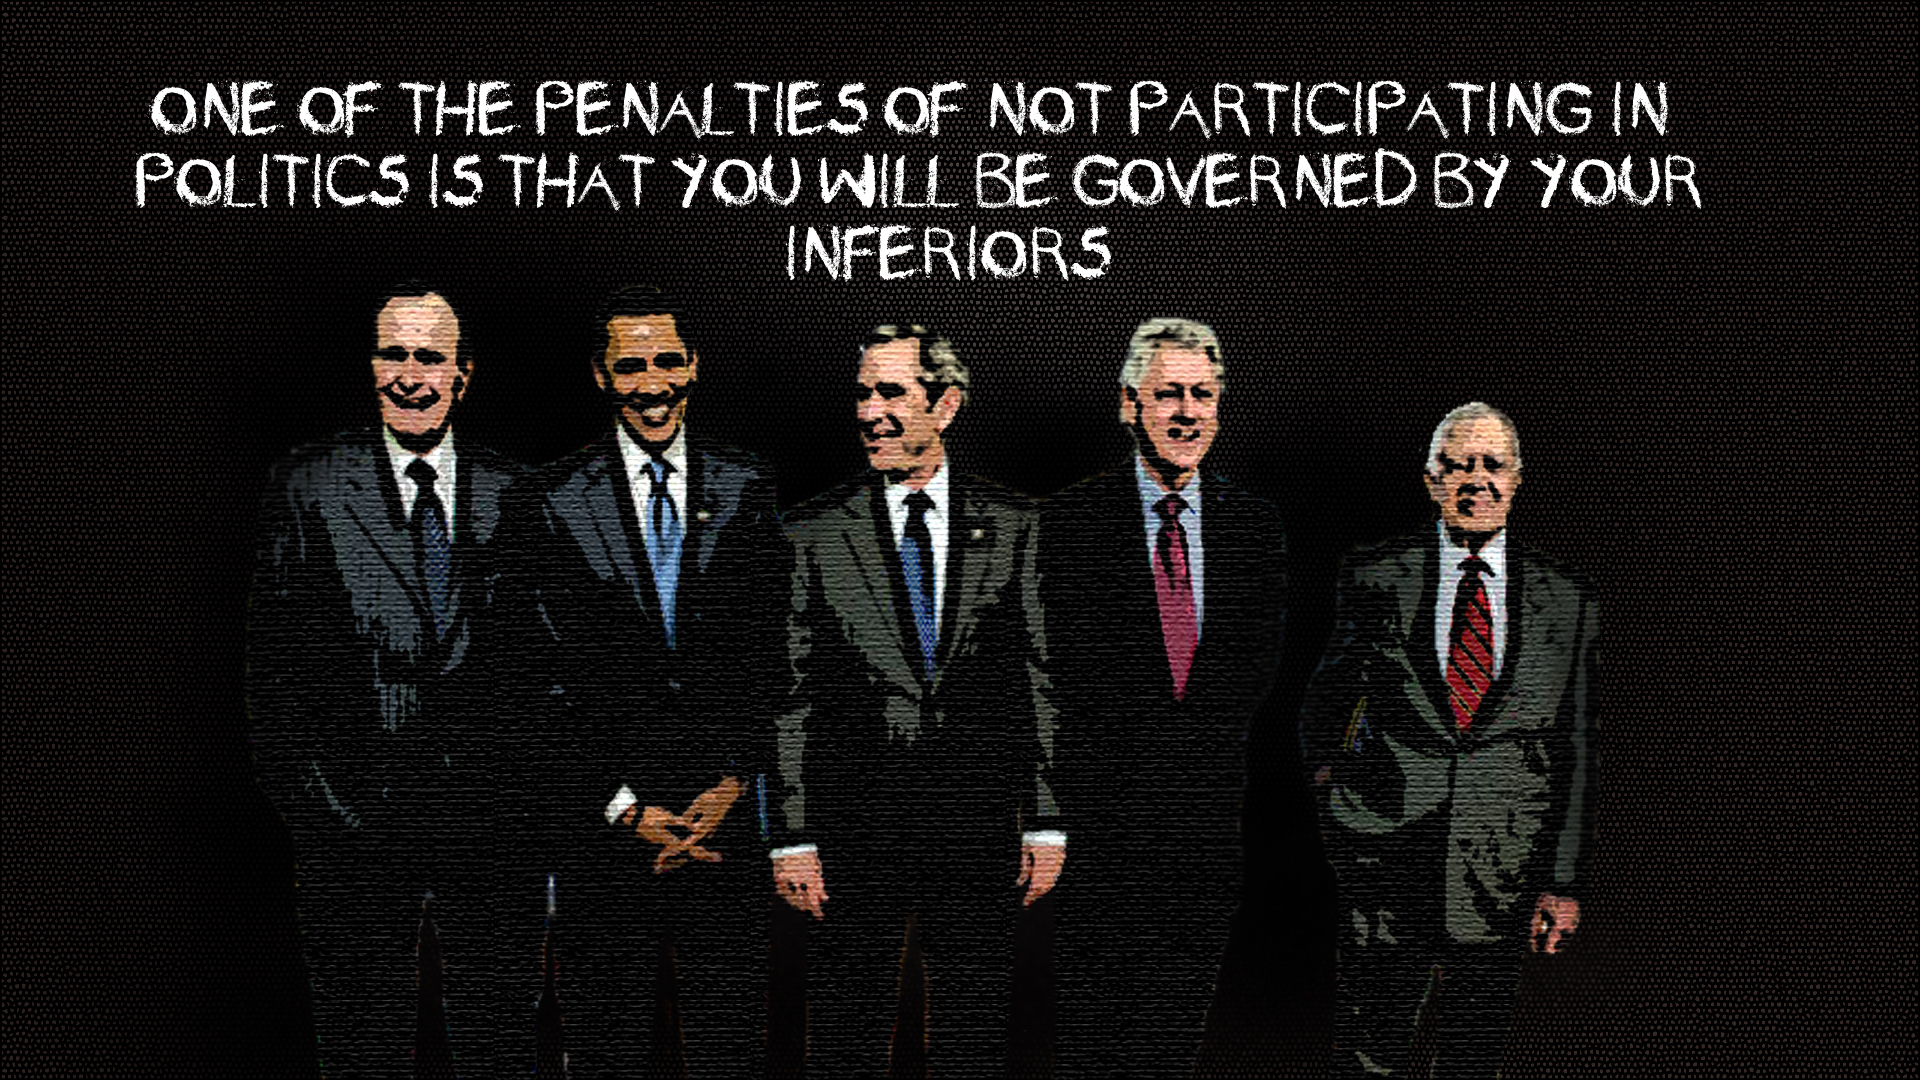 ONE OF THE PENALTIES OF NOT PARTICIPATING IN
POLITICS IS THAT YOU WILL BE GOVERNED BY YOUR
INFERIORS